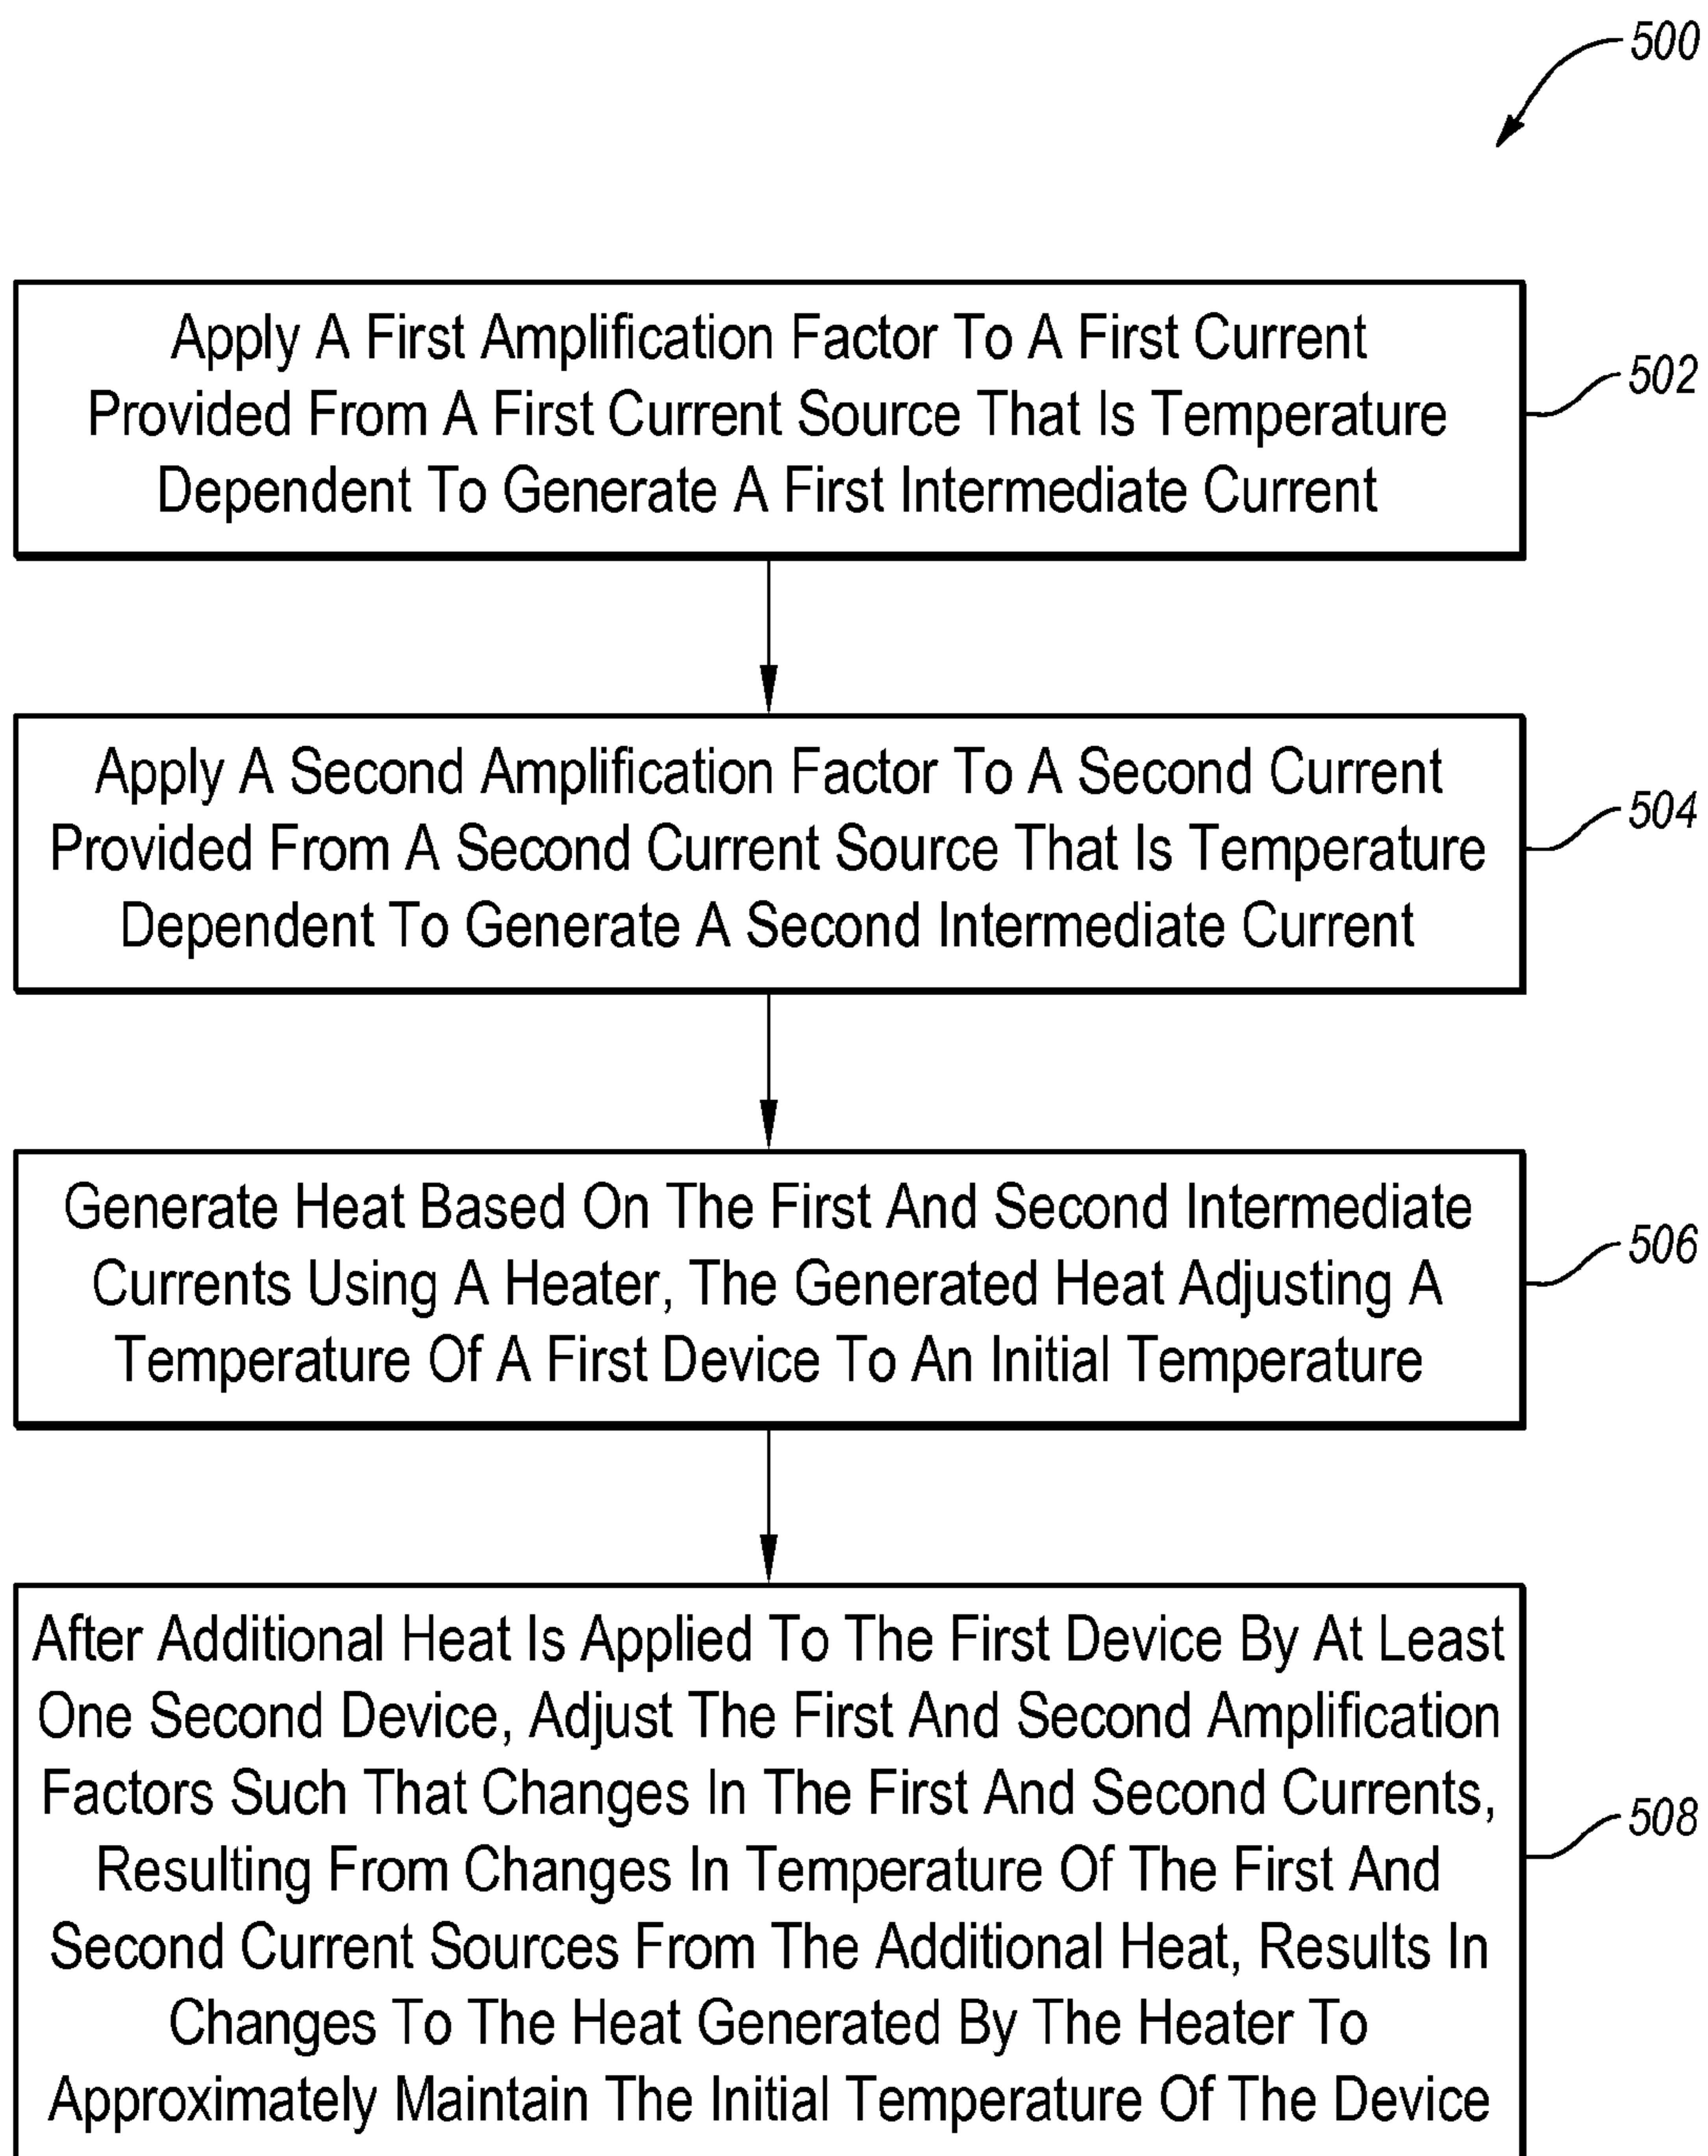 500
Apply A First Amplification Factor To A First Current
Provided From A First Current Source That Is Temperature
Dependent To Generate A First Intermediate Current
502
Apply A Second Amplification Factor To A Second Current
Provided From A Second Current Source That Is Temperature
Dependent To Generate A Second Intermediate Current
504
Generate Heat Based On The First And Second Intermediate
Currents Using A Heater, The Generated Heat Adjusting A
Temperature Of A First Device To An Initial Temperature
506
After Additional Heat Is Applied To The First Device By At Least
One Second Device, Adjust The First And Second Amplification
Factors Such That Changes In The First And Second Currents,
Resulting From Changes In Temperature Of The First And
Second Current Sources From The Additional Heat, Results In
Changes To The Heat Generated By The Heater To
Approximately Maintain The Initial Temperature Of The Device
508